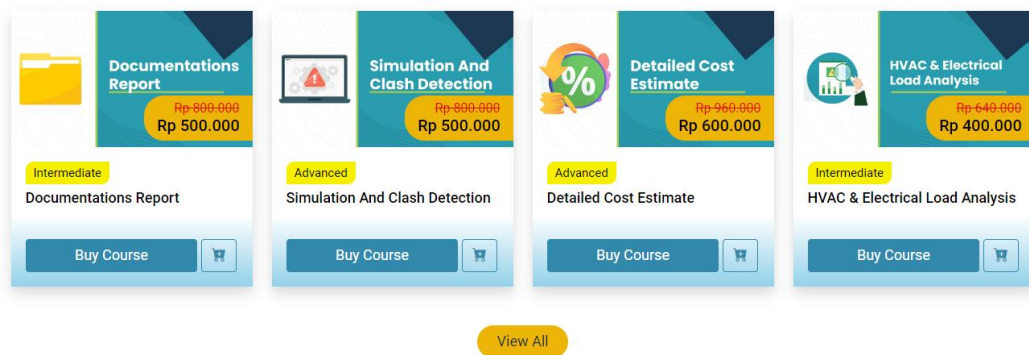 Documentations
Report
Rp 800.000
Rp 500.000
Intermediate
Documentations Report
Buy Course
Simulation And
Clash Detection
Rp 800.000
Rp 500.000
Advanced
Simulation And Clash Detection
Buy Course
%
Detailed Cost
Estimate
Rp 960.000
Rp 600.000
Advanced
Detailed Cost Estimate
Buy Course
HVAC & Electrical
Load Analysis
Rp 640.000
Rp 400.000
Intermediate
HVAC & Electrical Load Analysis
Buy Course
View All